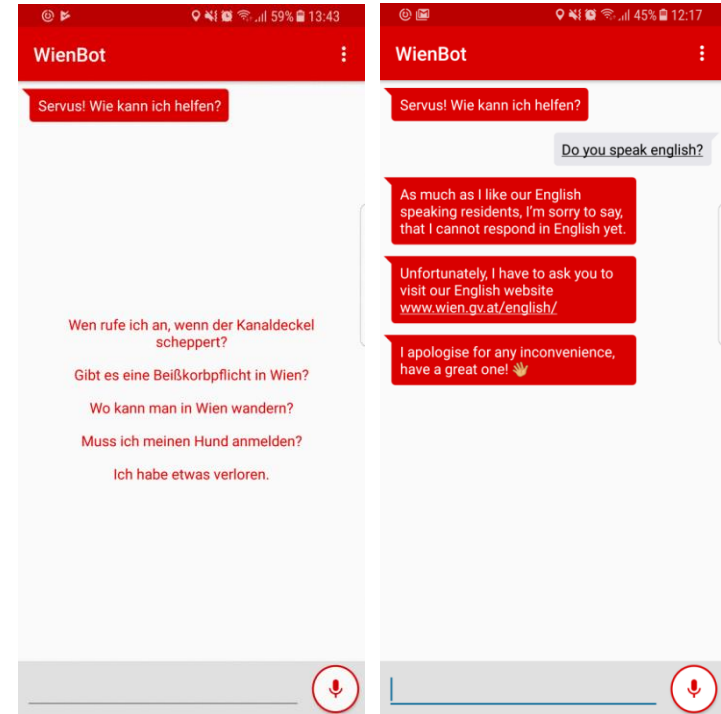 59% 13:43
WienBot
Servus! Wie kann ich helfen?
Wen rufe ich an, wenn der Kanaldeckel
scheppert?
Gibt es eine Beißkorbpflicht in Wien?
Wo kann man in Wien wandern?
Muss ich meinen Hund anmelden?
Ich habe etwas verloren.
45% 12:17
WienBot
Servus! Wie kann ich helfen?
Do you speak english?
As much as I like our English
speaking residents, I'm sorry to say,
that I cannot respond in English yet.
Unfortunately, I have to ask you to
visit our English website
www.wien.gv.at/english/
I apologise for any inconvenience,
have a great one! 👋🏼